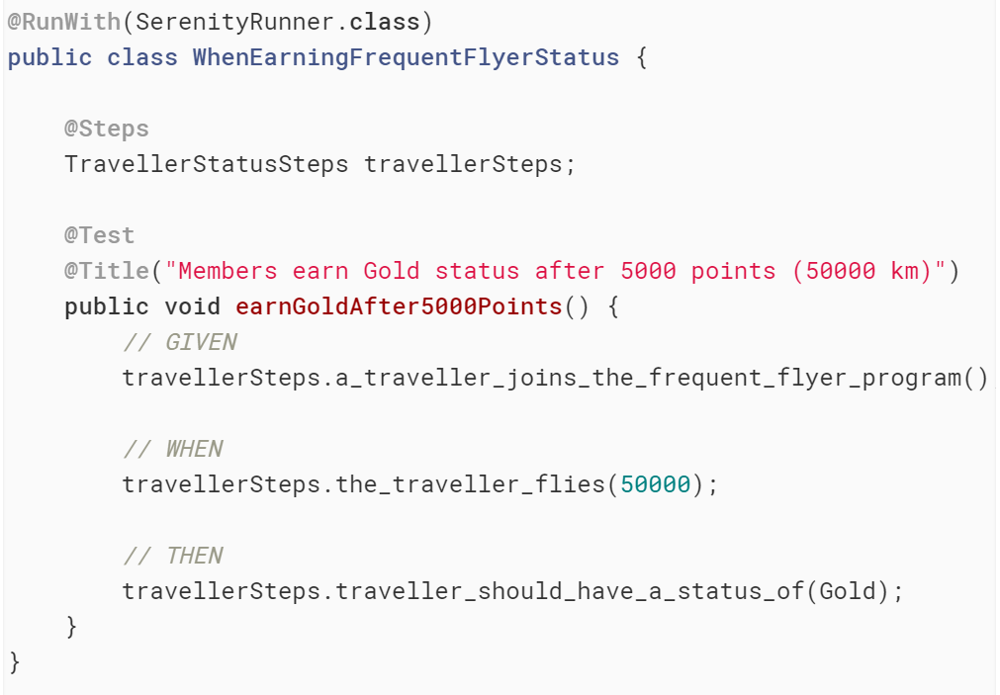 @RunWith(SerenityRunner.class)
public class WhenEarningFrequentFlyerStatus {
@Steps
TravellerStatusSteps travellerSteps;
@Test
@Title("Members earn Gold status after 5000 points (50000 km)")
public void earnGoldAfter5000Points() {
// GIVEN
travellerSteps.a_traveller_joins_the_frequent_flyer_program()
// WHEN
travellerSteps.the_traveller_flies(50000);
// THEN
travellerSteps.traveller_should_have_a_status_of(Gold);
}
}